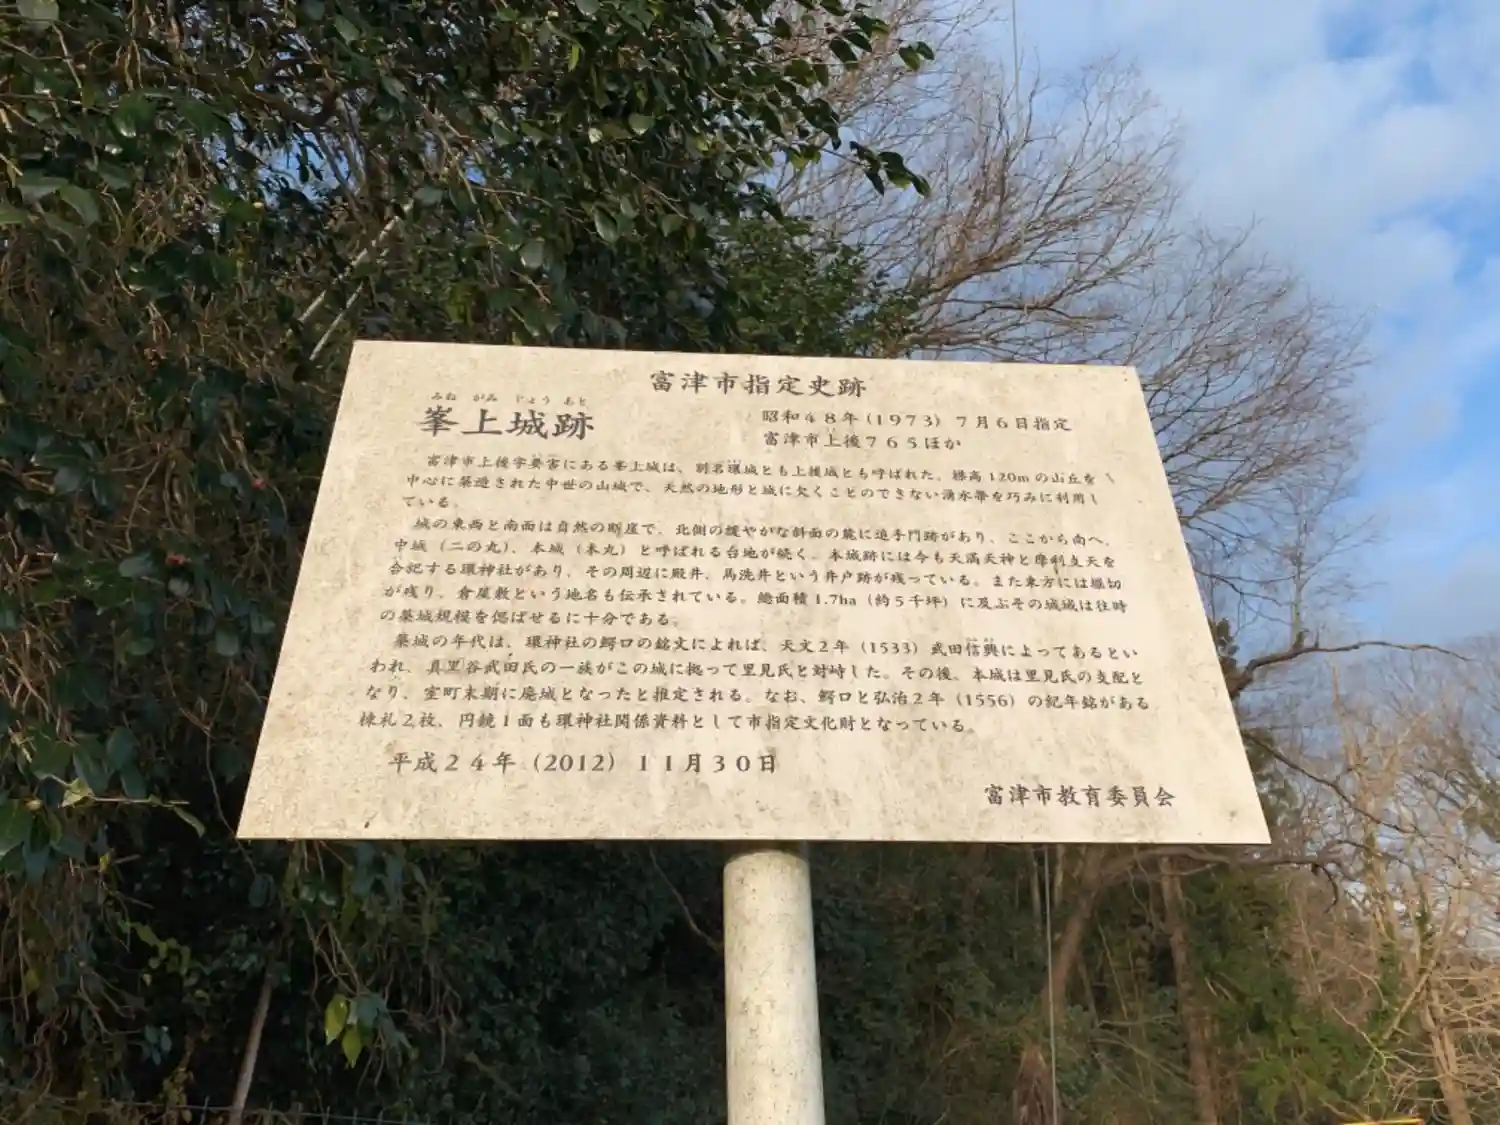 富津市指定史跡
みね がみ じょう あと
峯上城跡
昭和48年(1973)7月6日指定
富津市上後765ほか
富津市上後字要害にある峯上城は、別名環城とも上後城とも呼ばれた。標高120mの山丘を
中心に築造された中世の山城で、天然の地形と城に欠くことのできない湧水帯を巧みに利用し
ている。
城の東西と南面は自然の断崖で、北側の緩やかな斜面の麓に追手門跡があり、ここから南へ、
中城(二の丸)、本城(本丸)と呼ばれる台地が続く。本城跡には今も天満天神と摩利支天を
合祀する環神社があり、その周辺に殿井、馬洗井という井戸跡が残っている。また東方には堀切
が残り、倉屋敷という地名も伝承されている。総面積1.7ha(約5千坪)に及ぶその城域は往時
の築城規模を偲ばせるに十分である。
築城の年代は、環神社の鰐口の銘文によれば、天文2年(1533)武田信興によってあるとい
われ、真里谷武田氏の一族がこの城に拠って里見氏と対峙した。その後、本城は里見氏の支配と
なり、室町末期に廃城となったと推定される。なお、鰐口と弘治2年(1556)の紀年銘がある
棟札2枚、円鏡1面も環神社関係資料として市指定文化財となっている。
平成24年(2012)11月30日
富津市教育委員会